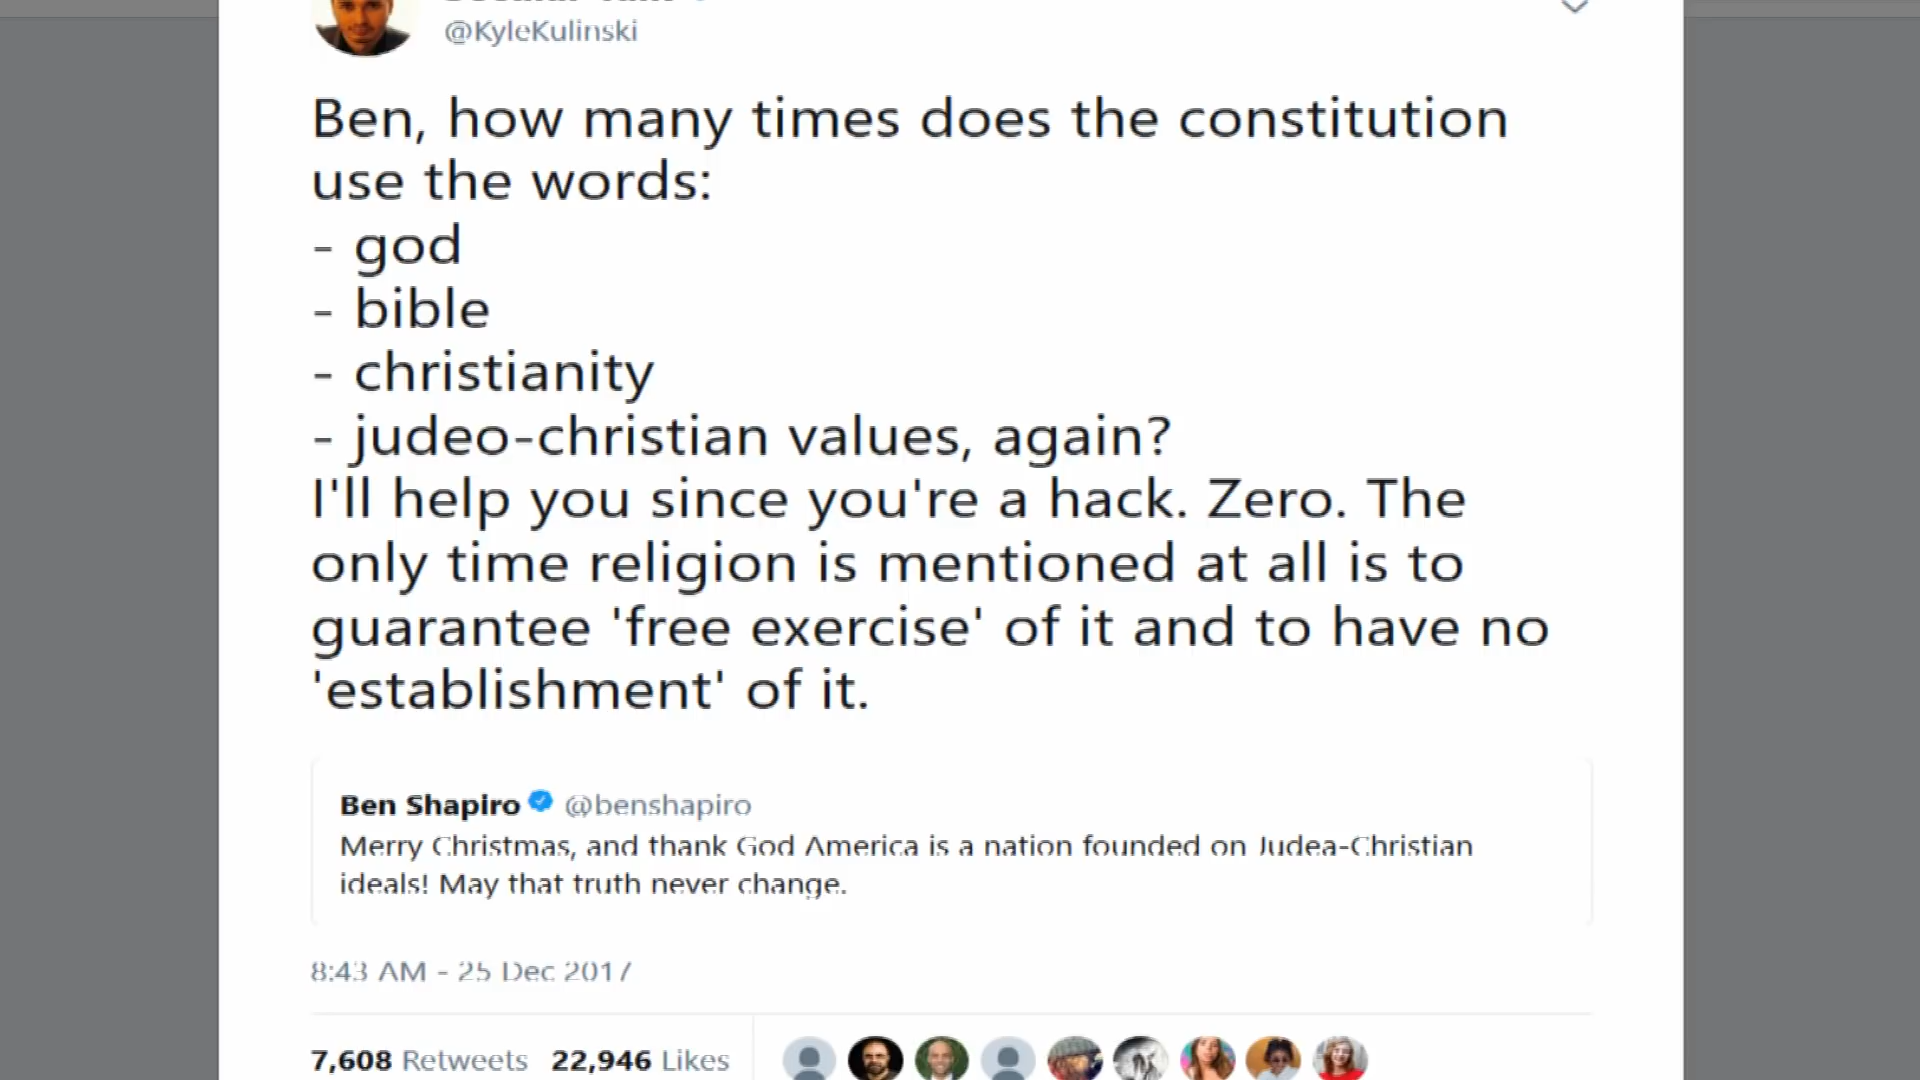 @KyleKulinski
Ben, how many times does the constitution
use the words:
- god
- bible
- christianity
- judeo-christian values, again?
I'll help you since you're a hack. Zero. The
only time religion is mentioned at all is to
guarantee 'free exercise' of it and to have no
'establishment' of it.
Ben Shapiro @benshapiro
Merry Christmas, and thank God America is a nation founded on Judea-Christian
ideals! May that truth never change.
8:43 AM - 25 Dec 2017
7,608 Retweets 22,946 Likes